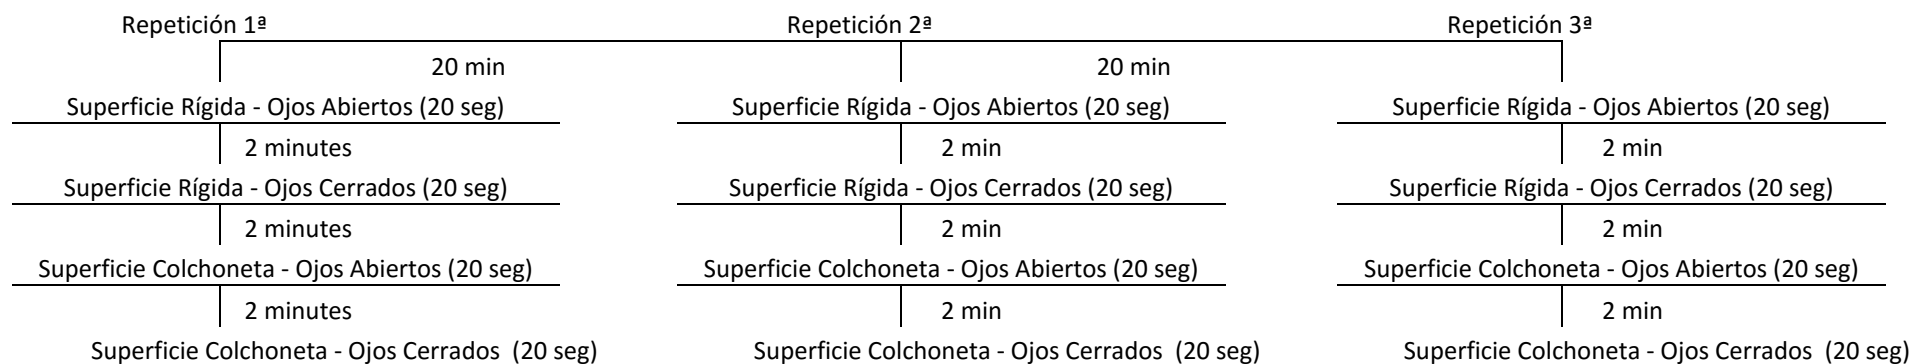 Repetición 1ª
Repetición 2ª
Repetición 3ª
20 min
20 min
Superficie Rígida - Ojos Abiertos (20 seg)
Superficie Rígida - Ojos Abiertos (20 seg)
Superficie Rígida - Ojos Abiertos (20 seg)
2 minutes
2 min
2 min
Superficie Rígida - Ojos Cerrados (20 seg)
Superficie Rígida - Ojos Cerrados (20 seg)
Superficie Rígida - Ojos Cerrados (20 seg)
2 minutes
2 min
2 min
Superficie Colchoneta - Ojos Abiertos (20 seg)
Superficie Colchoneta - Ojos Abiertos (20 seg)
Superficie Colchoneta - Ojos Abiertos (20 seg)
2 minutes
2 min
2 min
Superficie Colchoneta - Ojos Cerrados (20 seg)
Superficie Colchoneta - Ojos Cerrados (20 seg)
Superficie Colchoneta - Ojos Cerrados (20 seg)